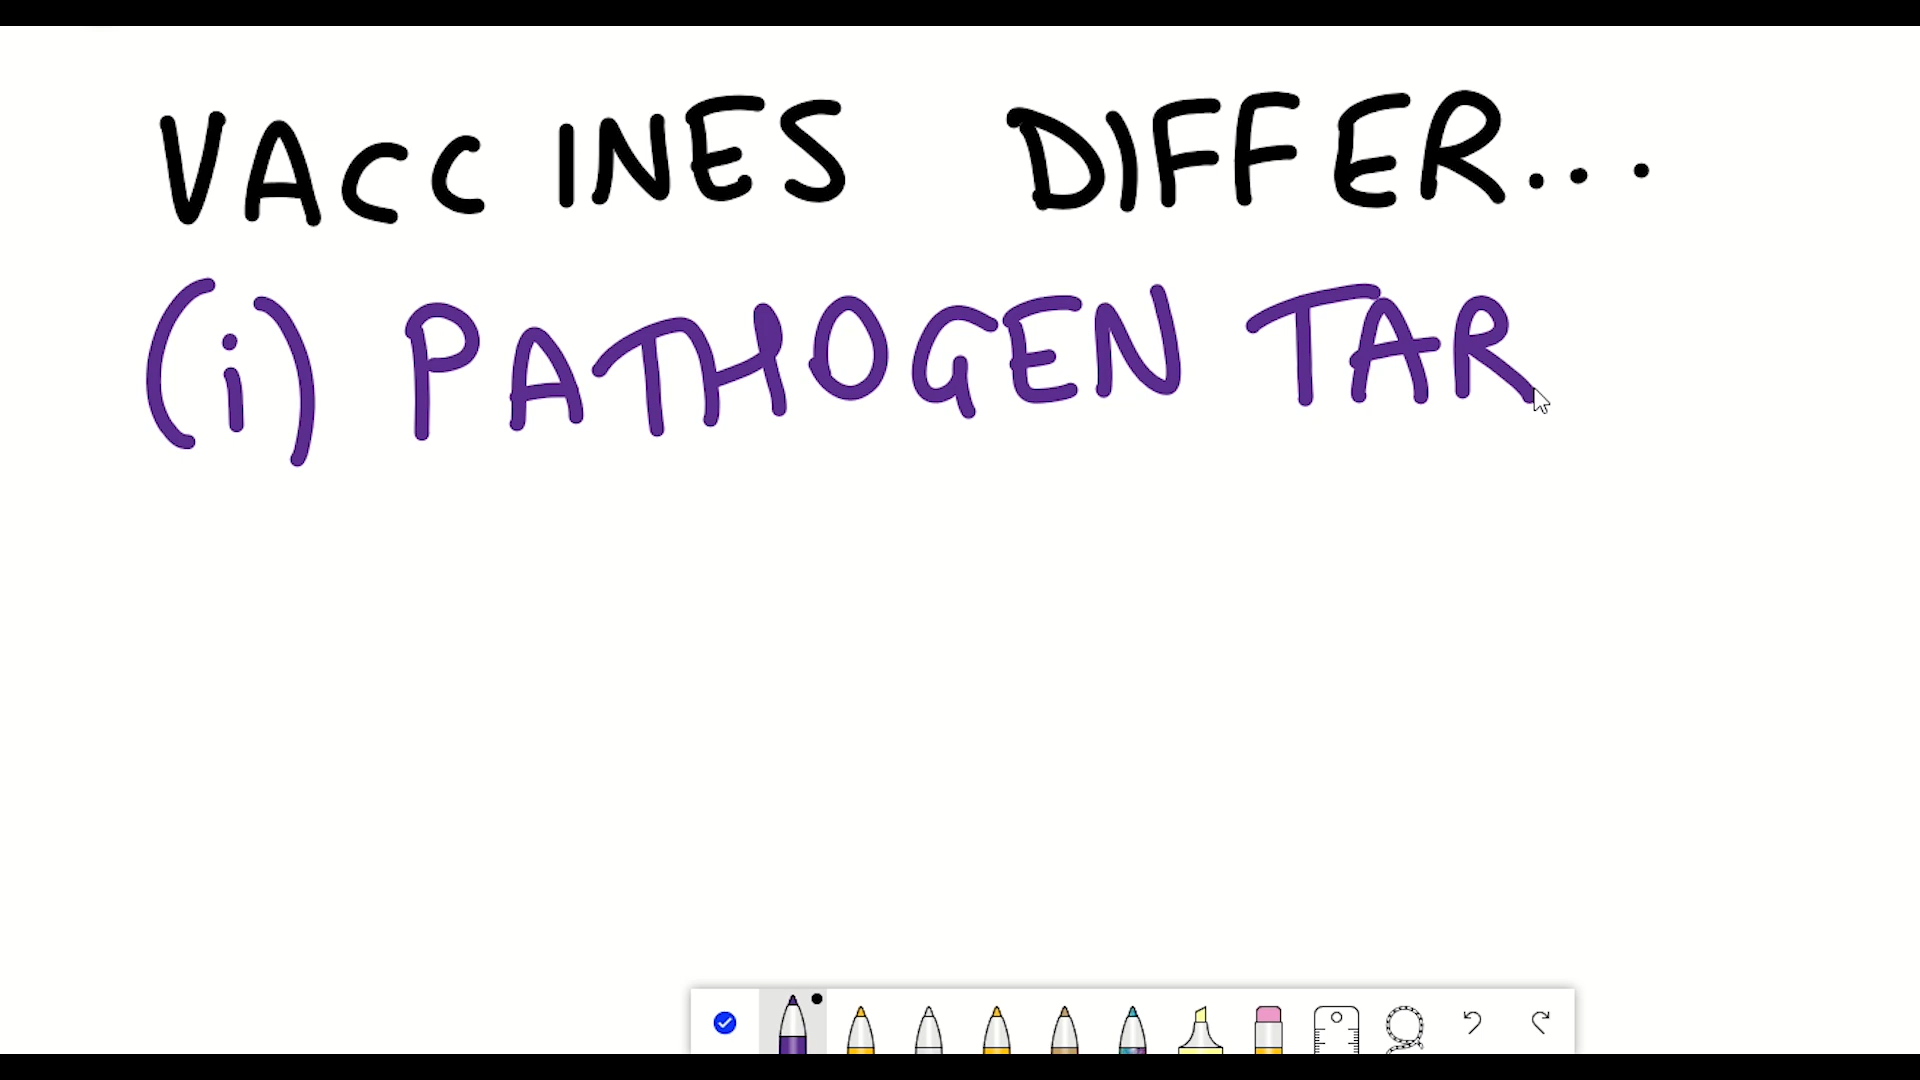 VACCINES DIFFER...
(i) PATHOGEN TAR